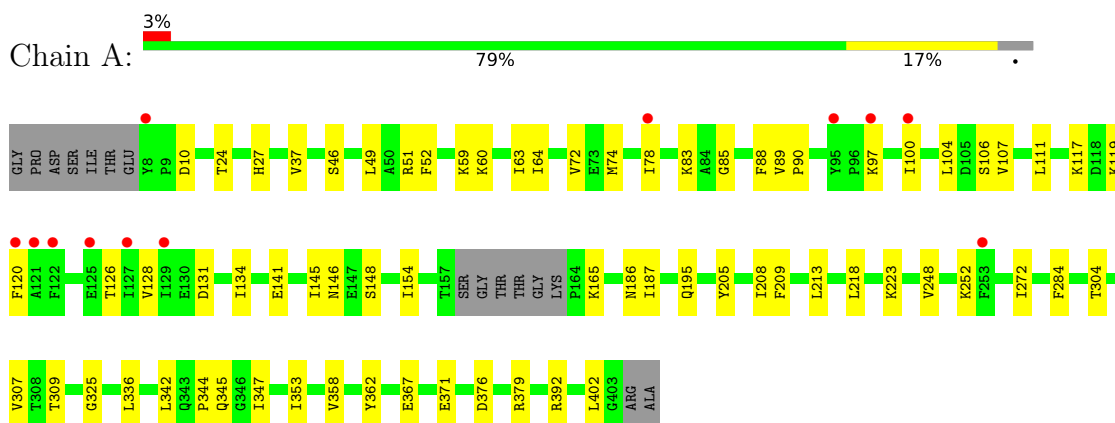 3%
Chain A:
79% 17% •
GLY PRO ASP SER ILE THR GLU Y8 P9 D10 T24 H27 V37 S46 L49 A50 R51 F52 K59 K60 I63 I64 V72 E73 M74 I78 K83 A84 G85 F88 V89 P90 Y95 P96 K97 I100 L104 D105 S106 V107 L111 K117 D118 K119
F120 A121 F122 E125 T126 I127 V128 I129 E130 D131 I134 E141 I145 N146 E147 S148 I154 T157 SER GLY THR THR GLY LYS P164 K165 N186 I187 Q195 Y205 I208 F209 L213 L218 K223 V248 K252 F253 I272 F284 T304
V307 T308 T309 G325 L336 L342 Q343 P344 Q345 G346 I347 I353 V358 Y362 E367 E371 D376 R379 R392 L402 G403 ARG ALA